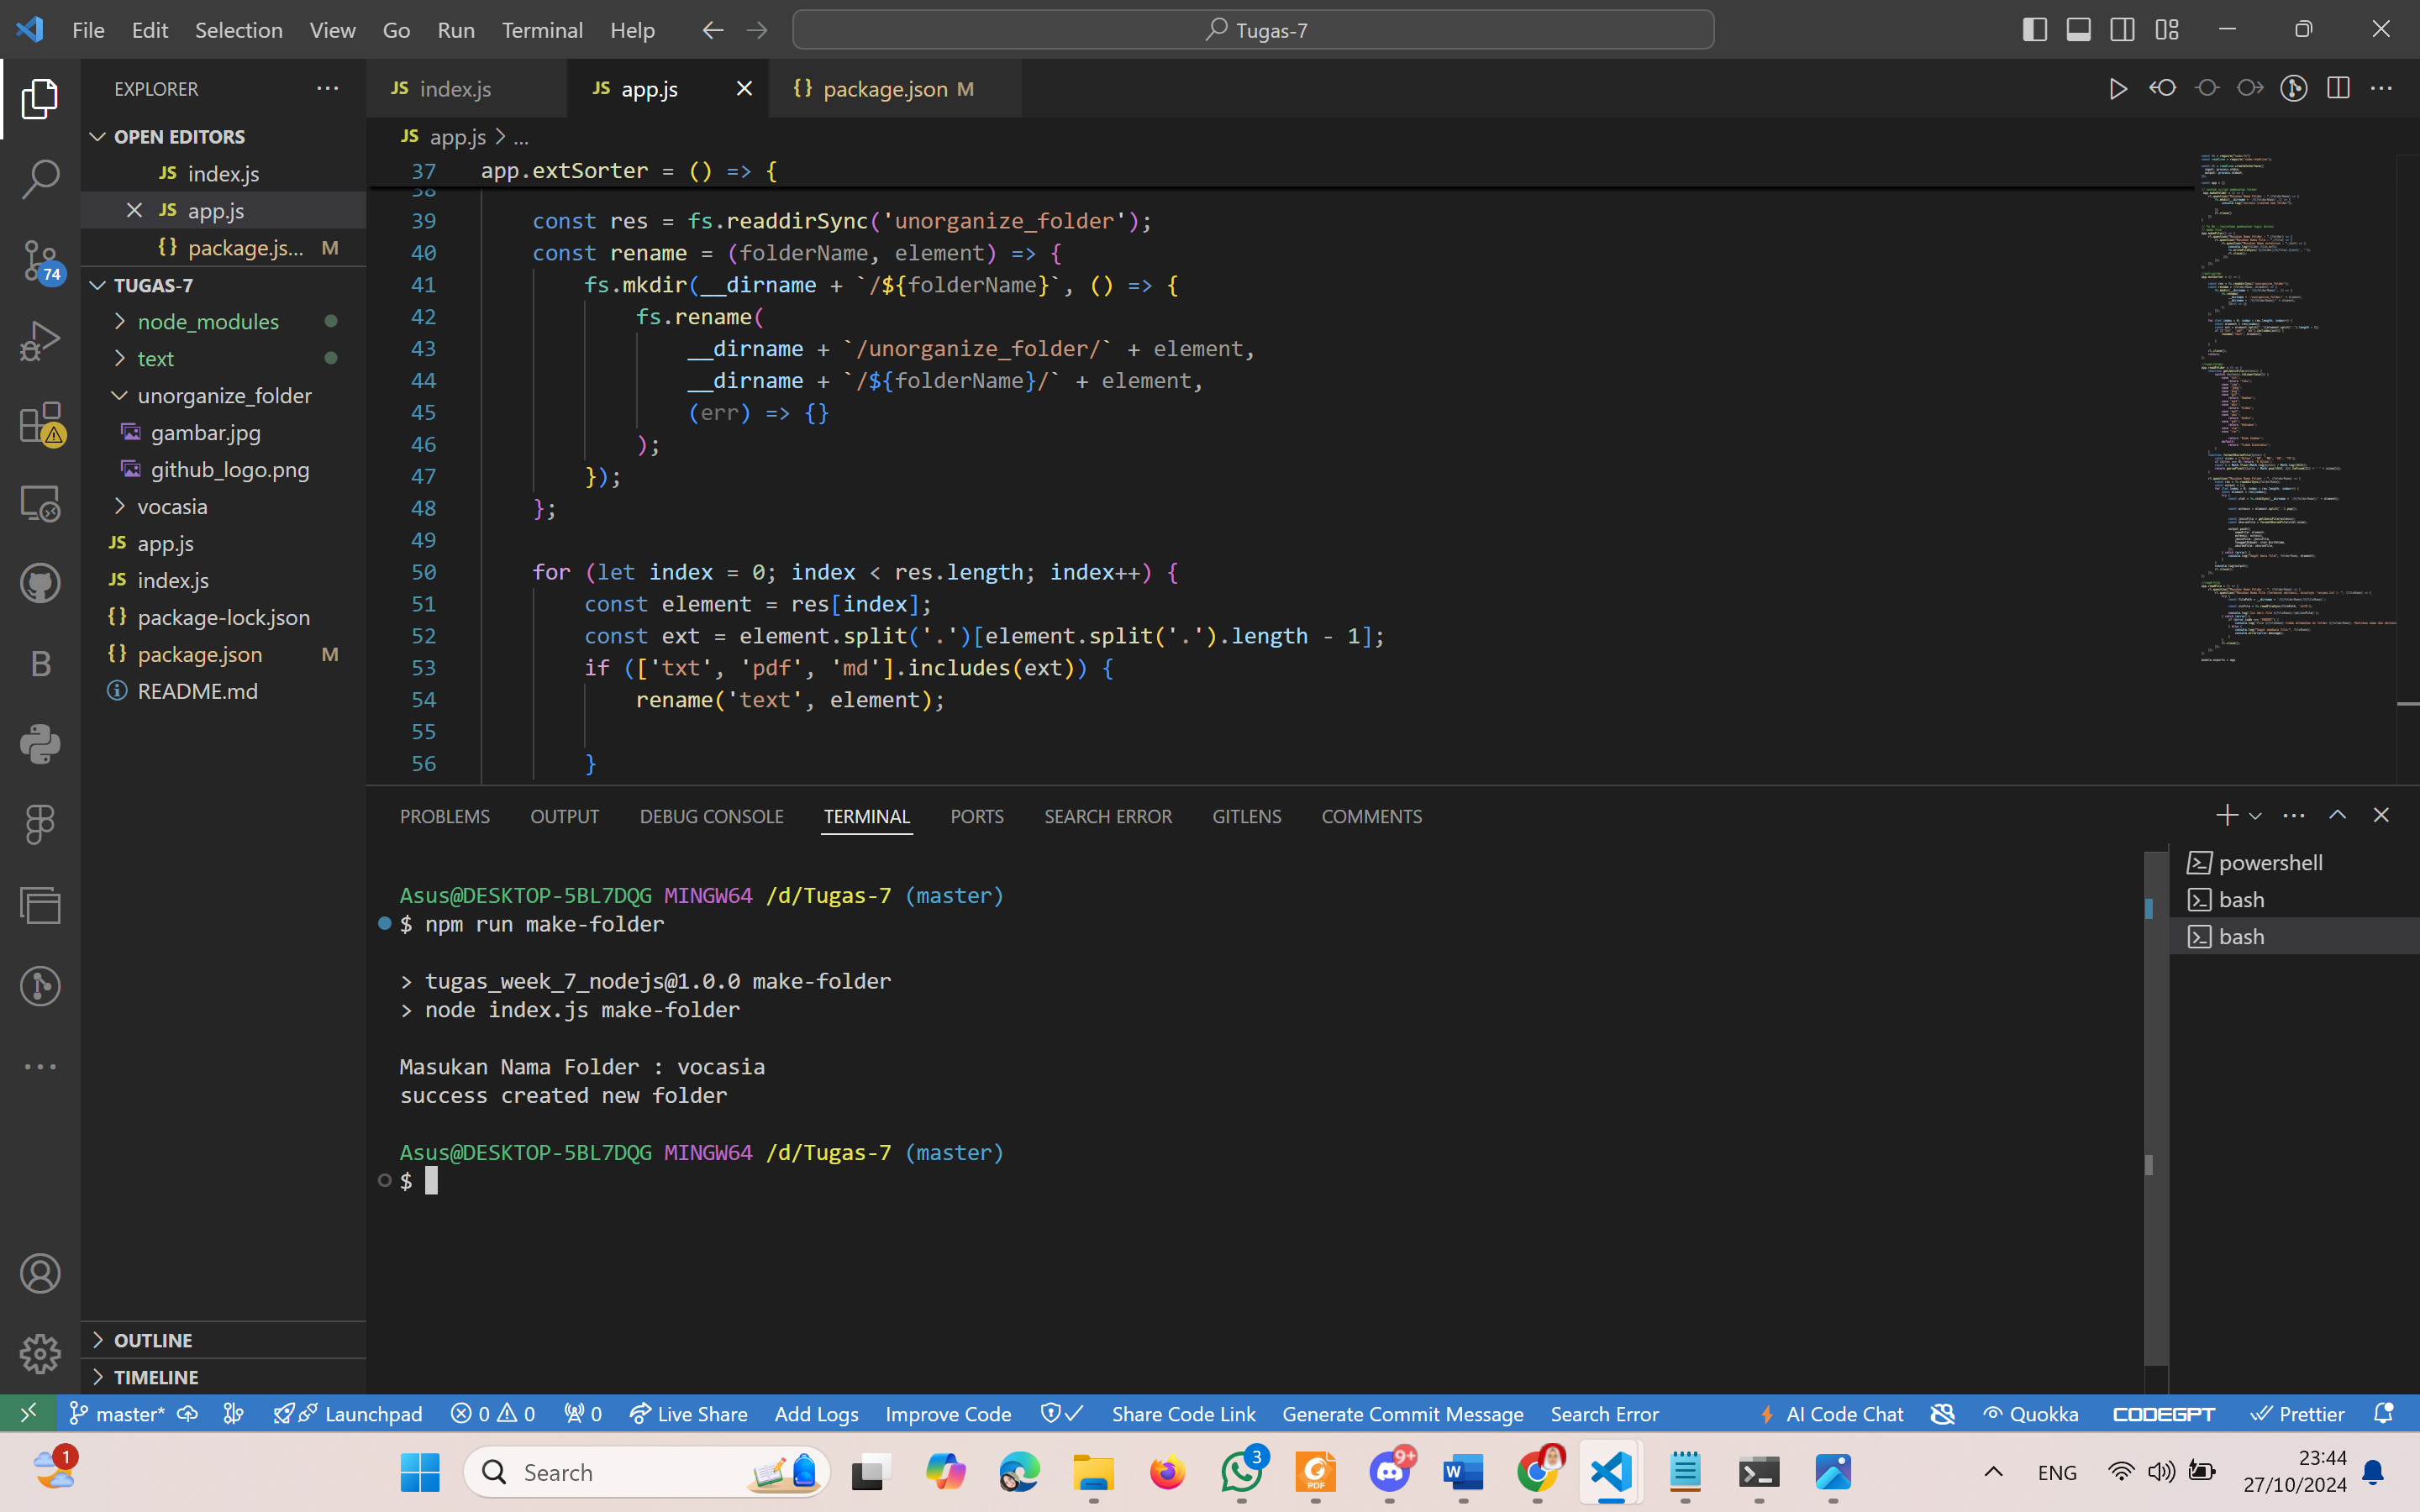 File Edit Selection View Go Run Terminal Help
Tugas-7
EXPLORER
OPEN EDITORS
JS index.js
JS app.js
{} package.js... M
TUGAS-7
node_modules
text
unorganize_folder
gambar.jpg
github_logo.png
vocasia
JS app.js
JS index.js
{} package-lock.json
{} package.json M
README.md
OUTLINE
TIMELINE
74
JS index.js
JS app.js
{} package.json M
JS app.js > ...
37 app.extSorter = () => {
38
39 const res = fs.readdirSync('unorganize_folder');
40 const rename = (folderName, element) => {
41 fs.mkdir(__dirname + `/${folderName}`, () => {
42 fs.rename(
43 __dirname + `/unorganize_folder/` + element,
44 __dirname + `/${folderName}/` + element,
45 (err) => {}
46 );
47 });
48 };
49
50 for (let index = 0; index < res.length; index++) {
51 const element = res[index];
52 const ext = element.split('.')[element.split('.').length - 1];
53 if (['txt', 'pdf', 'md'].includes(ext)) {
54 rename('text', element);
55
56 }
PROBLEMS OUTPUT DEBUG CONSOLE TERMINAL PORTS SEARCH ERROR GITLENS COMMENTS
Asus@DESKTOP-5BL7DQG MINGW64 /d/Tugas-7 (master)
$ npm run make-folder
> tugas_week_7_nodejs@1.0.0 make-folder
> node index.js make-folder
Masukan Nama Folder : vocasia
success created new folder
Asus@DESKTOP-5BL7DQG MINGW64 /d/Tugas-7 (master)
$
powershell
bash
bash
master* Launchpad 0 0 0 Live Share Add Logs Improve Code Share Code Link Generate Commit Message Search Error AI Code Chat Quokka CODEGPT Prettier
1
Search
3
PDF
9+
W
ENG
23:44
27/10/2024